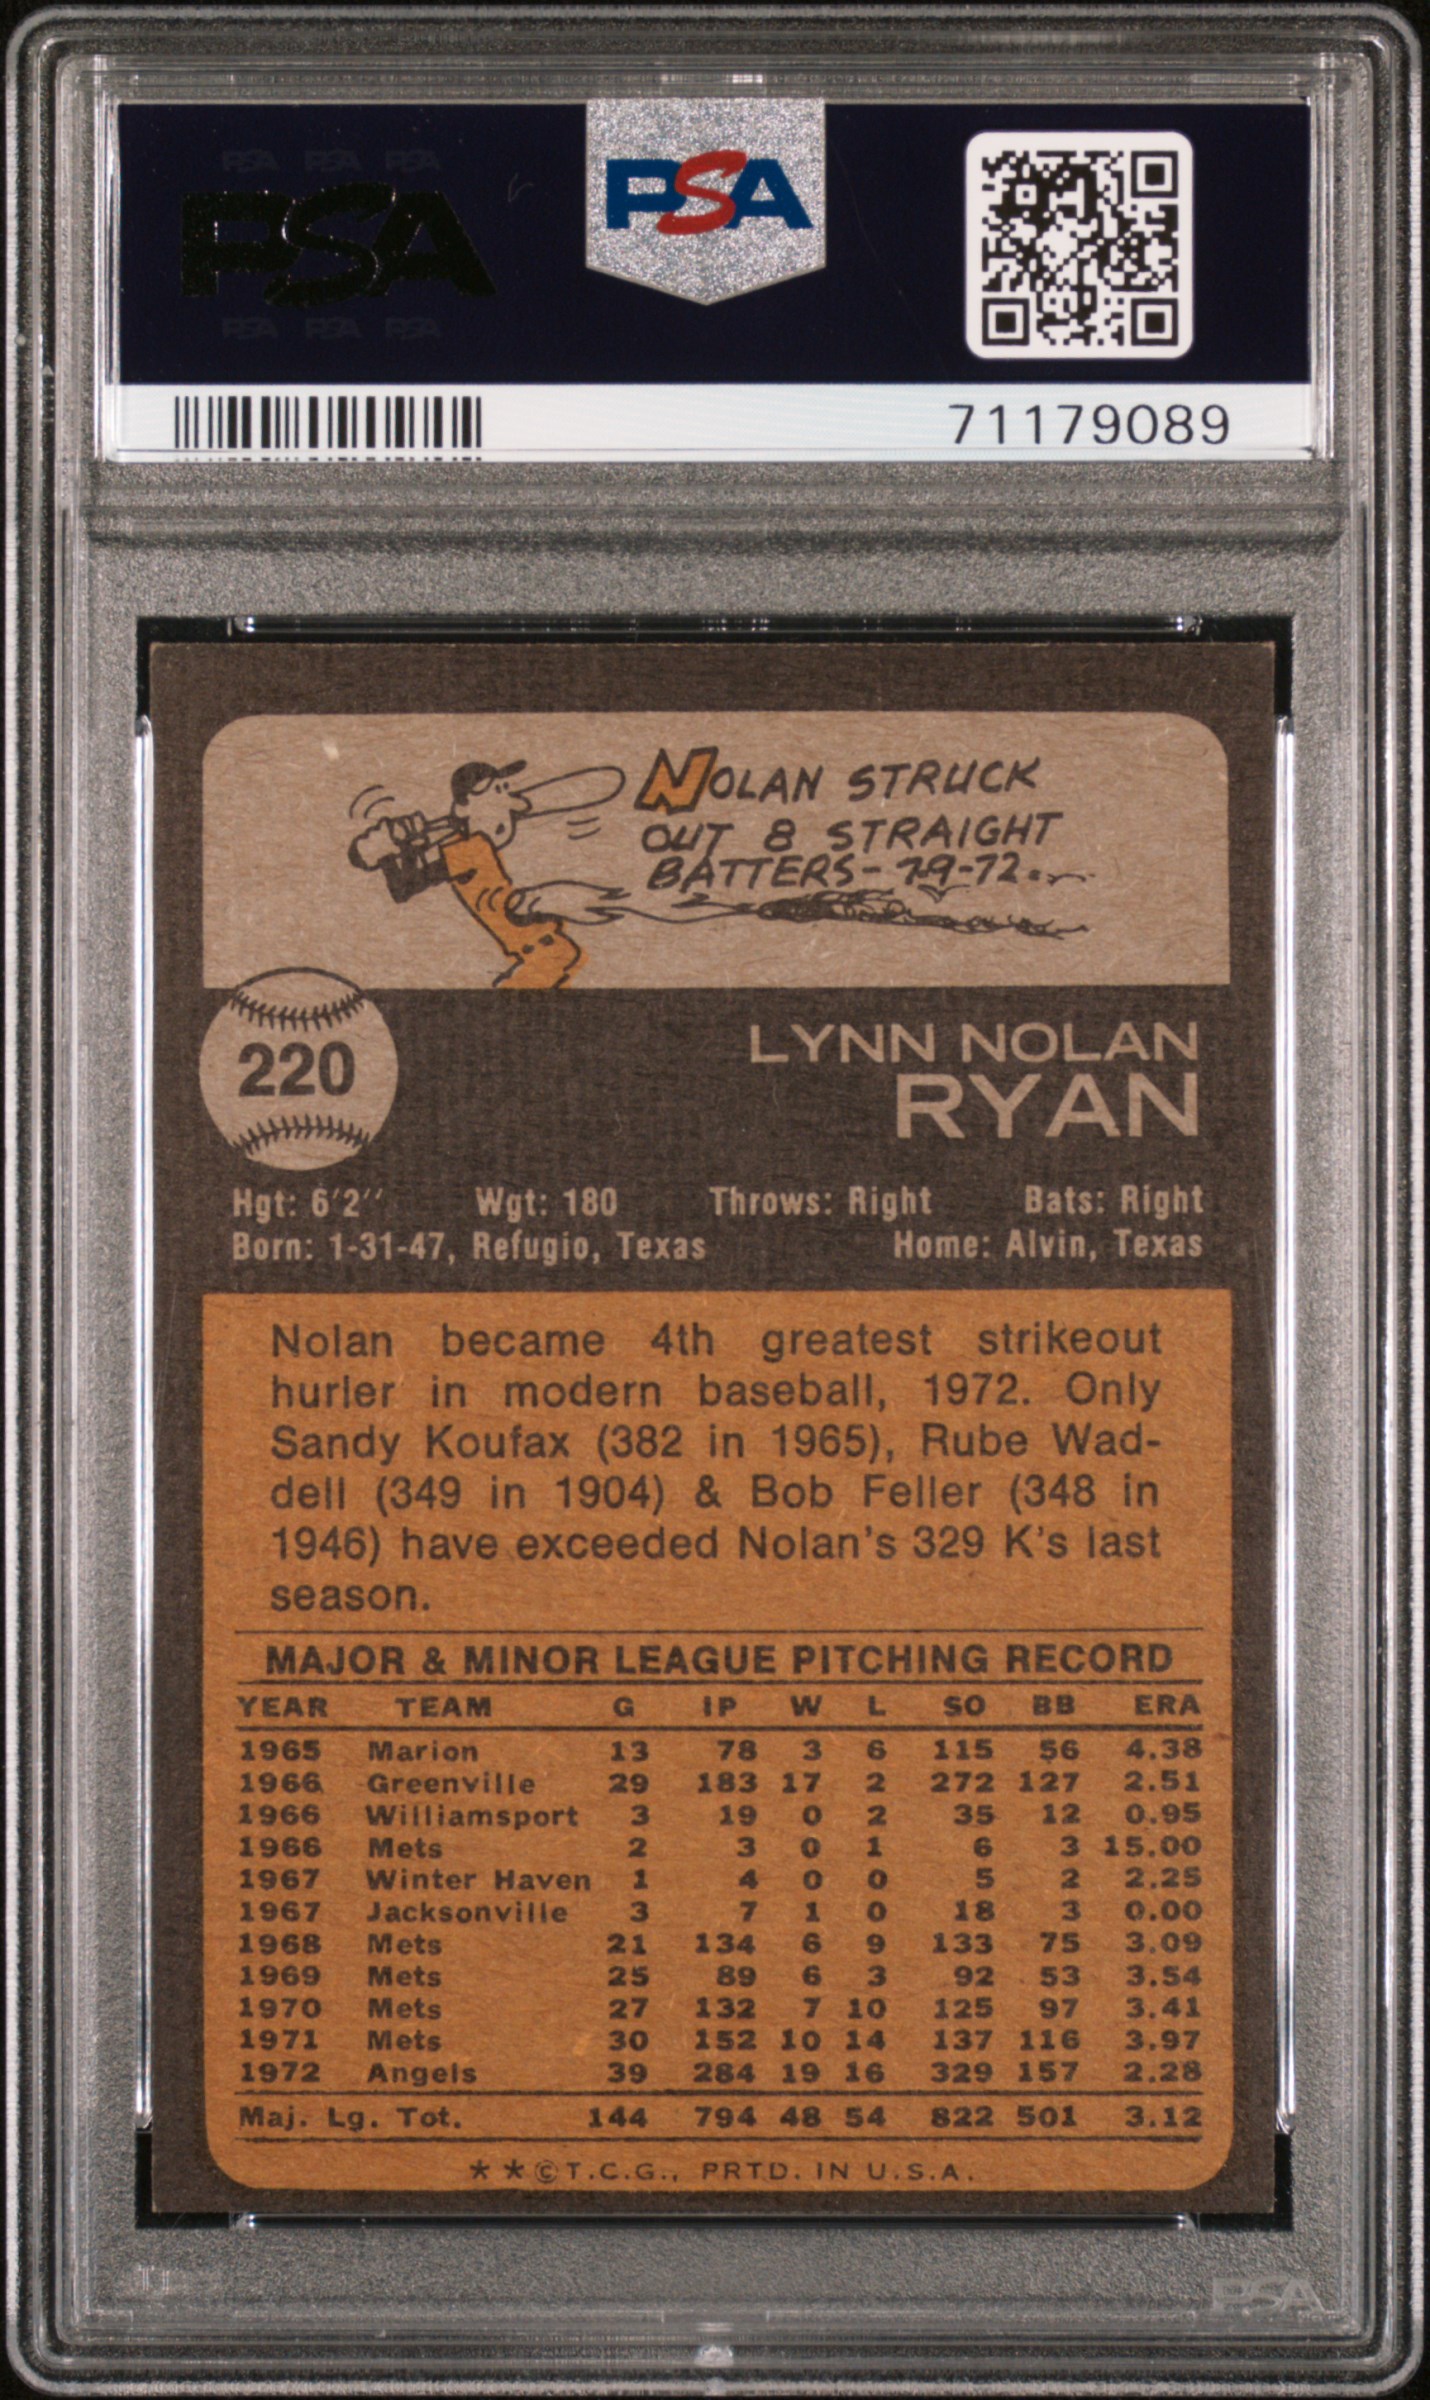 PSA PSA PSA
PSA
PSA PSA PSA
PSA
71179089
NOLAN STRUCK
OUT 8 STRAIGHT
BATTERS-7-9-72..
220
LYNN NOLAN
RYAN
Hgt: 6'2'' Wgt: 180 Throws: Right Bats: Right
Born: 1-31-47, Refugio, Texas Home: Alvin, Texas
Nolan became 4th greatest strikeout
hurler in modern baseball, 1972. Only
Sandy Koufax (382 in 1965), Rube Wad-
dell (349 in 1904) & Bob Feller (348 in
1946) have exceeded Nolan's 329 K's last
season.
MAJOR & MINOR LEAGUE PITCHING RECORD
YEAR TEAM G IP W L SO BB ERA
1965 Marion 13 78 3 6 115 56 4.38
1966 Greenville 29 183 17 2 272 127 2.51
1966 Williamsport 3 19 0 2 35 12 0.95
1966 Mets 2 3 0 1 6 3 15.00
1967 Winter Haven 1 4 0 0 5 2 2.25
1967 Jacksonville 3 7 1 0 18 3 0.00
1968 Mets 21 134 6 9 133 75 3.09
1969 Mets 25 89 6 3 92 53 3.54
1970 Mets 27 132 7 10 125 97 3.41
1971 Mets 30 152 10 14 137 116 3.97
1972 Angels 39 284 19 16 329 157 2.28
Maj. Lg. Tot. 144 794 48 54 822 501 3.12
**©T.C.G., PRTD. IN U.S.A.
PSA